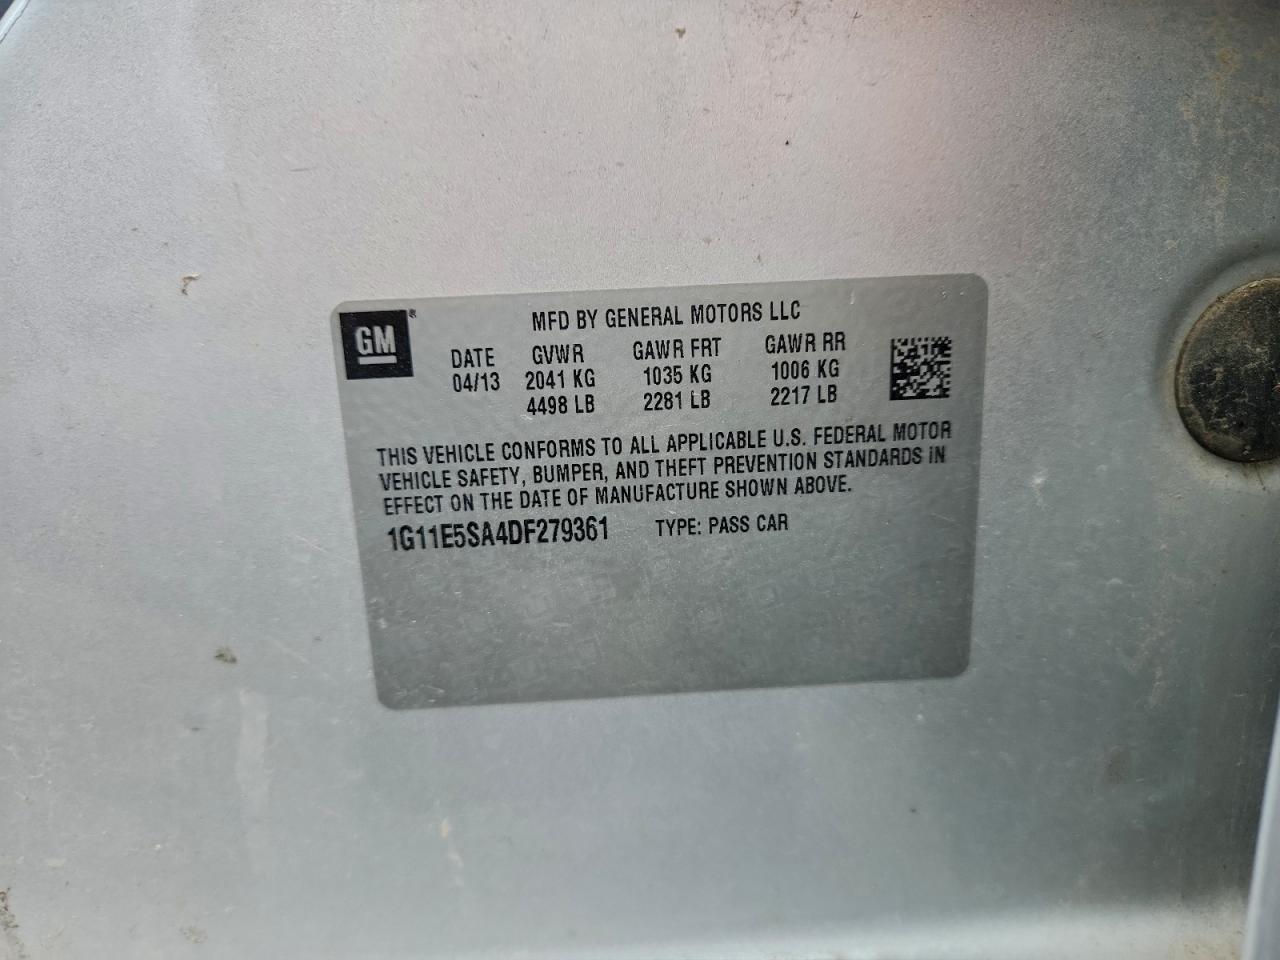 GM®
MFD BY GENERAL MOTORS LLC
DATE GVWR GAWR FRT GAWR RR
04/13 2041 KG 1035 KG 1006 KG
4498 LB 2281 LB 2217 LB
THIS VEHICLE CONFORMS TO ALL APPLICABLE U.S. FEDERAL MOTOR
VEHICLE SAFETY, BUMPER, AND THEFT PREVENTION STANDARDS IN
EFFECT ON THE DATE OF MANUFACTURE SHOWN ABOVE.
1G11E5SA4DF279361 TYPE: PASS CAR